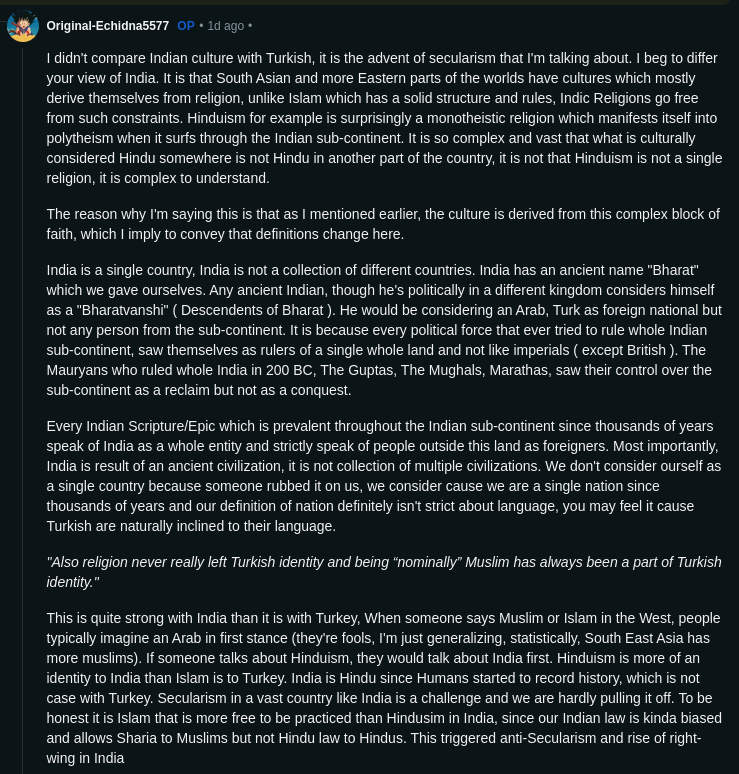 Original-Echidna5577 OP • 1d ago •
I didn't compare Indian culture with Turkish, it is the advent of secularism that I'm talking about. I beg to differ
your view of India. It is that South Asian and more Eastern parts of the worlds have cultures which mostly
derive themselves from religion, unlike Islam which has a solid structure and rules, Indic Religions go free
from such constraints. Hinduism for example is surprisingly a monotheistic religion which manifests itself into
polytheism when it surfs through the Indian sub-continent. It is so complex and vast that what is culturally
considered Hindu somewhere is not Hindu in another part of the country, it is not that Hinduism is not a single
religion, it is complex to understand.
The reason why I'm saying this is that as I mentioned earlier, the culture is derived from this complex block of
faith, which I imply to convey that definitions change here.
India is a single country, India is not a collection of different countries. India has an ancient name "Bharat"
which we gave ourselves. Any ancient Indian, though he's politically in a different kingdom considers himself
as a "Bharatvanshi" ( Descendents of Bharat ). He would be considering an Arab, Turk as foreign national but
not any person from the sub-continent. It is because every political force that ever tried to rule whole Indian
sub-continent, saw themselves as rulers of a single whole land and not like imperials ( except British ). The
Mauryans who ruled whole India in 200 BC, The Guptas, The Mughals, Marathas, saw their control over the
sub-continent as a reclaim but not as a conquest.
Every Indian Scripture/Epic which is prevalent throughout the Indian sub-continent since thousands of years
speak of India as a whole entity and strictly speak of people outside this land as foreigners. Most importantly,
India is result of an ancient civilization, it is not collection of multiple civilizations. We don't consider ourself as
a single country because someone rubbed it on us, we consider cause we are a single nation since
thousands of years and our definition of nation definitely isn't strict about language, you may feel it cause
Turkish are naturally inclined to their language.
"Also religion never really left Turkish identity and being “nominally” Muslim has always been a part of Turkish
identity."
This is quite strong with India than it is with Turkey, When someone says Muslim or Islam in the West, people
typically imagine an Arab in first stance (they're fools, I'm just generalizing, statistically, South East Asia has
more muslims). If someone talks about Hinduism, they would talk about India first. Hinduism is more of an
identity to India than Islam is to Turkey. India is Hindu since Humans started to record history, which is not
case with Turkey. Secularism in a vast country like India is a challenge and we are hardly pulling it off. To be
honest it is Islam that is more free to be practiced than Hindusim in India, since our Indian law is kinda biased
and allows Sharia to Muslims but not Hindu law to Hindus. This triggered anti-Secularism and rise of right-
wing in India